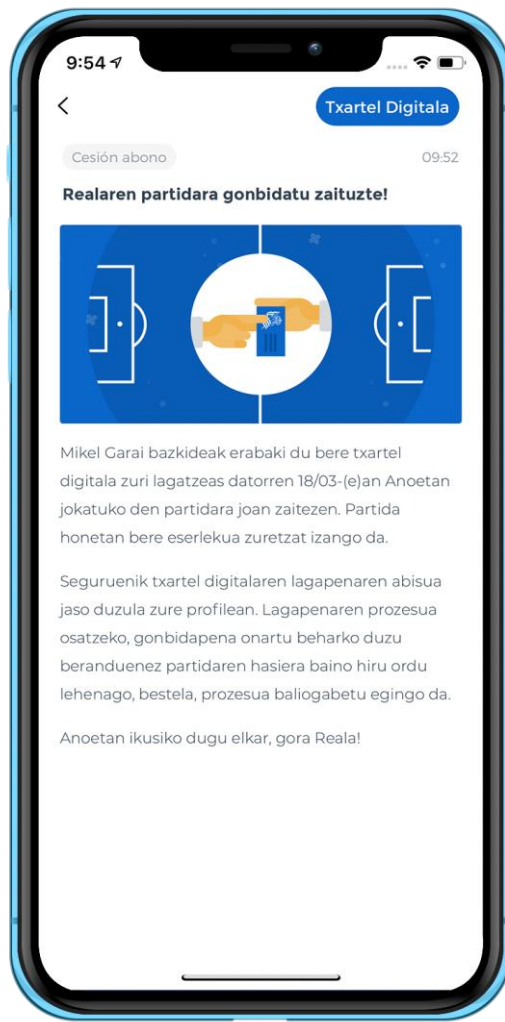 9:54
Txartel Digitala
Cesión abono
09:52
Realaren partidara gonbidatu zaituzte!
Mikel Garai bazkideak erabaki du bere txartel
digitala zuri lagatzeas datorren 18/03-(e)an Anoetan
jokatuko den partidara joan zaitezen. Partida
honetan bere eserlekua zuretzat izango da.
Seguruenik txartel digitalaren lagapenaren abisua
jaso duzula zure profilean. Lagapenaren prozesua
osatzeko, gonbidapena onartu beharko duzu
beranduenez partidaren hasiera baino hiru ordu
lehenago, bestela, prozesua baliogabetu egingo da.
Anoetan ikusiko dugu elkar, gora Reala!